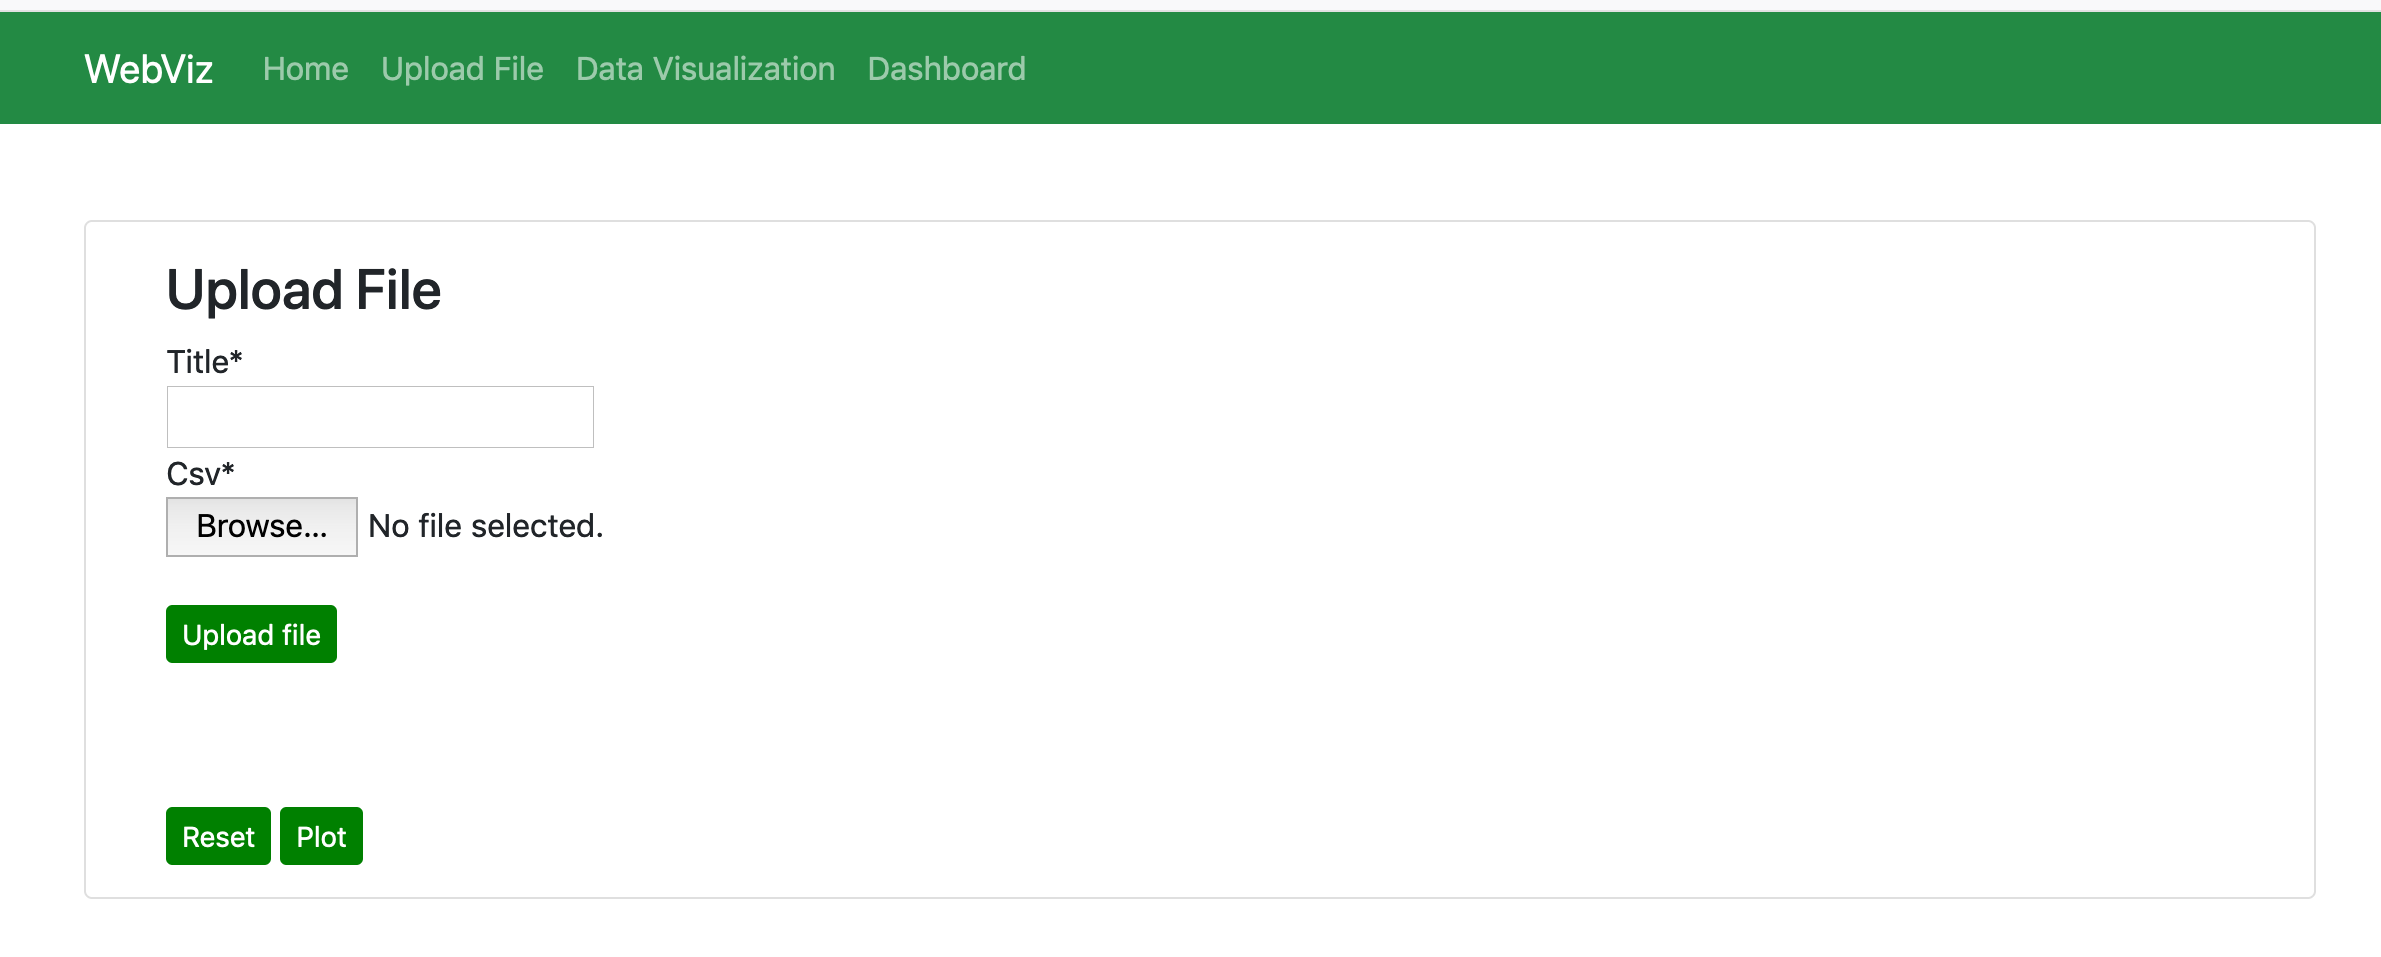 WebViz Home Upload File Data Visualization Dashboard
Upload File
Title*
Csv*
Browse... No file selected.
Upload file
Reset Plot